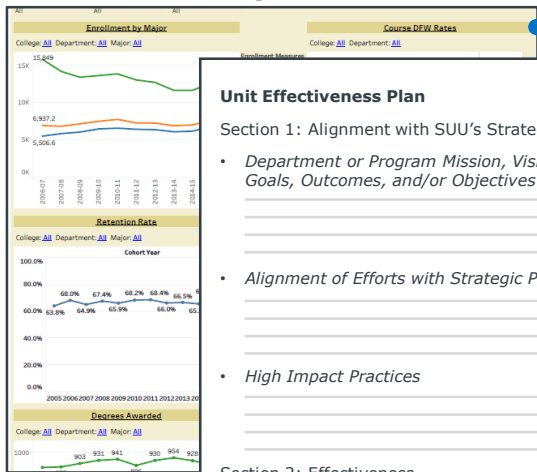 All All All
Enrollment by Major
College: All Department: All Major: All
15K
10K
5K
0K
15,849
6,937.2
5,506.6
2006-07 2007-08 2008-09 2009-10 2010-11 2011-12 2012-13 2013-14 2014-15
Course DFW Rates
College: All Department: All
Enrollment Measures
Retention Rate
College: All Department: All Major: All
Cohort Year
100.0%
80.0%
60.0%
40.0%
20.0%
0.0%
63.8% 68.0% 64.9% 67.4% 65.9% 68.2% 68.4% 66.0% 66.5%
2005 2006 2007 2008 2009 2010 2011 2012 2013
Degrees Awarded
College: All Department: All Major: All
1000
903 931 941 930 954 928
Unit Effectiveness Plan
Section 1: Alignment with SUU's Strate
• Department or Program Mission, Vis
Goals, Outcomes, and/or Objectives
• Alignment of Efforts with Strategic P
• High Impact Practices
Section 2: Effectiveness